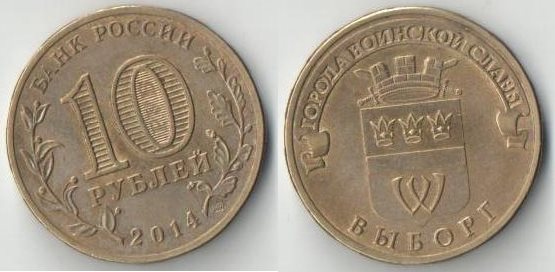 БАНК РОССИИ
10
РУБЛЕЙ
2014
ГОРОДА ВОИНСКОЙ СЛАВЫ
W
ВЫБОРГ